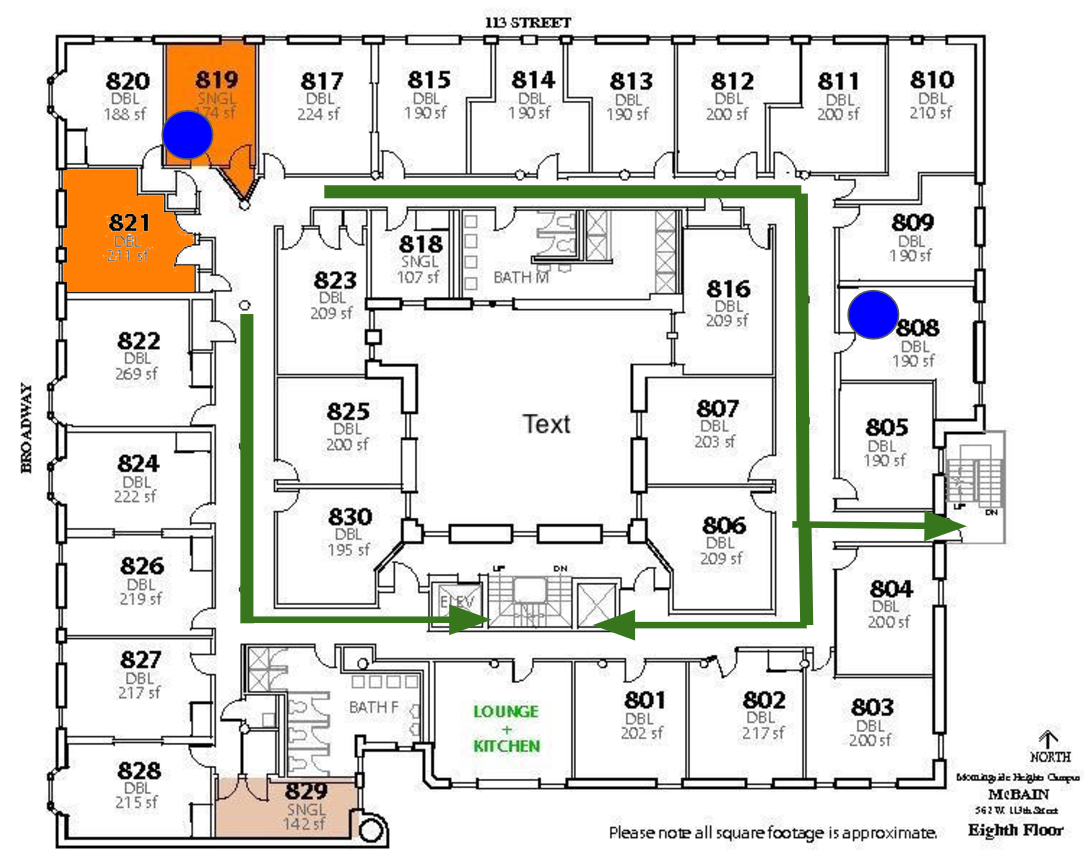 113 STREET
820
DBL
188 sf
819
SNGL
174 sf
817
DBL
224 sf
815
DBL
190 sf
814
DBL
190 sf
813
DBL
190 sf
812
DBL
200 sf
811
DBL
200 sf
810
DBL
210 sf
821
DBL
211 sf
823
DBL
209 sf
818
SNGL
107 sf
BATH M
816
DBL
209 sf
809
DBL
190 sf
808
DBL
190 sf
822
DBL
269 sf
BROADWAY
825
DBL
200 sf
Text
807
DBL
203 sf
805
DBL
190 sf
824
DBL
222 sf
830
DBL
195 sf
806
DBL
209 sf
UP
DN
826
DBL
219 sf
ELEV
UP
DN
804
DBL
200 sf
827
DBL
217 sf
BATH F
LOUNGE
+
KITCHEN
801
DBL
202 sf
802
DBL
217 sf
803
DBL
200 sf
828
DBL
215 sf
829
SNGL
142 sf
NORTH
Morningside Heights Campus
McBAIN
562 W. 113th Street
Eighth Floor
Please note all square footage is approximate.